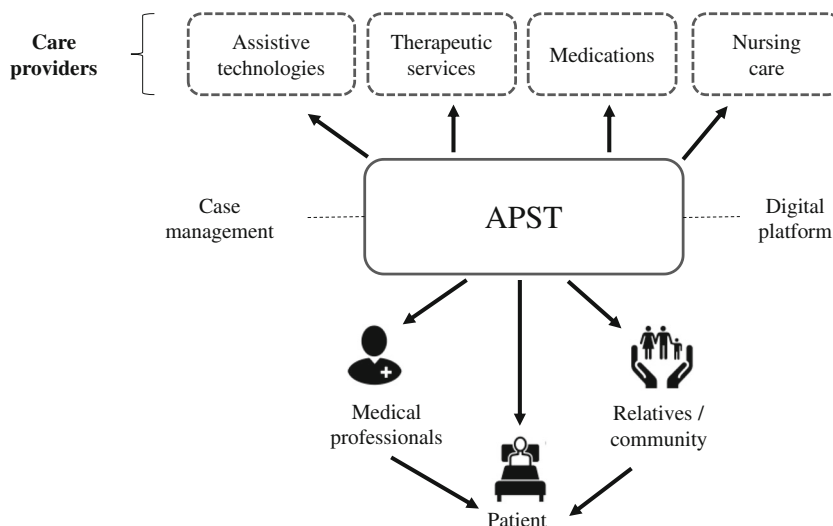 Care
providers
Assistive
technologies
Therapeutic
services
Medications
Nursing
care
Case
management
APST
Digital
platform
Medical
professionals
Relatives /
community
Patient